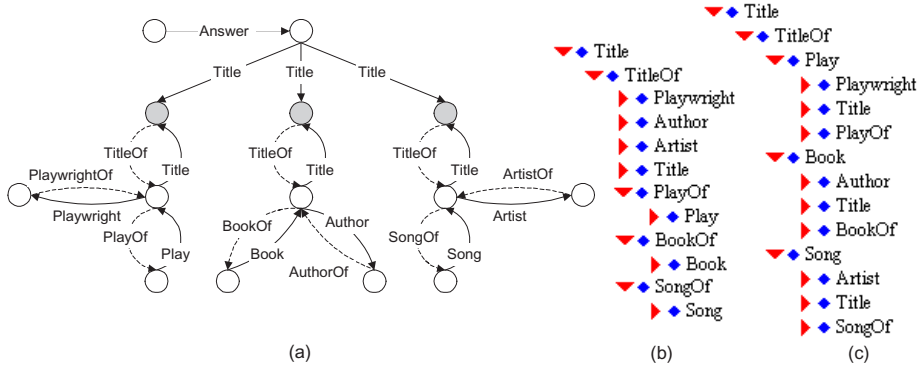 Answer
Title Title Title
TitleOf Title TitleOf Title TitleOf Title
PlaywrightOf
Playwright
ArtistOf
Artist
PlayOf Play
BookOf Book Author AuthorOf
SongOf Song
(a)
Title
TitleOf
Playwright
Author
Artist
Title
PlayOf
Play
BookOf
Book
SongOf
Song
(b)
Title
TitleOf
Play
Playwright
Title
PlayOf
Book
Author
Title
BookOf
Song
Artist
Title
SongOf
(c)